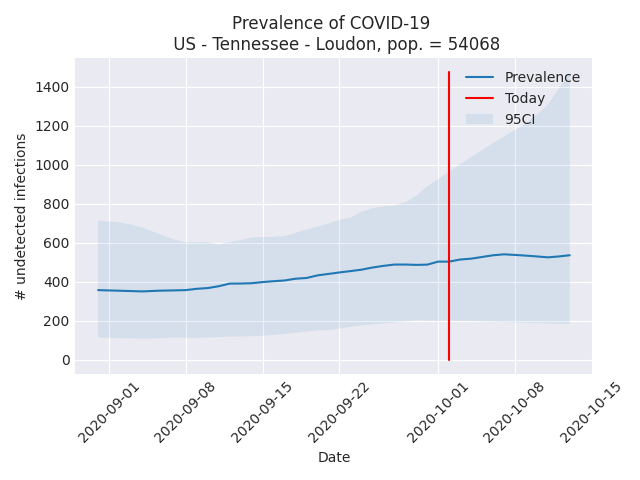 Prevalence of COVID-19
US - Tennessee - Loudon, pop. = 54068
Prevalence
Today
95CI
# undetected infections
1400
1200
1000
800
600
400
200
0
2020-09-01
2020-09-08
2020-09-15
2020-09-22
2020-10-01
2020-10-08
2020-10-15
Date